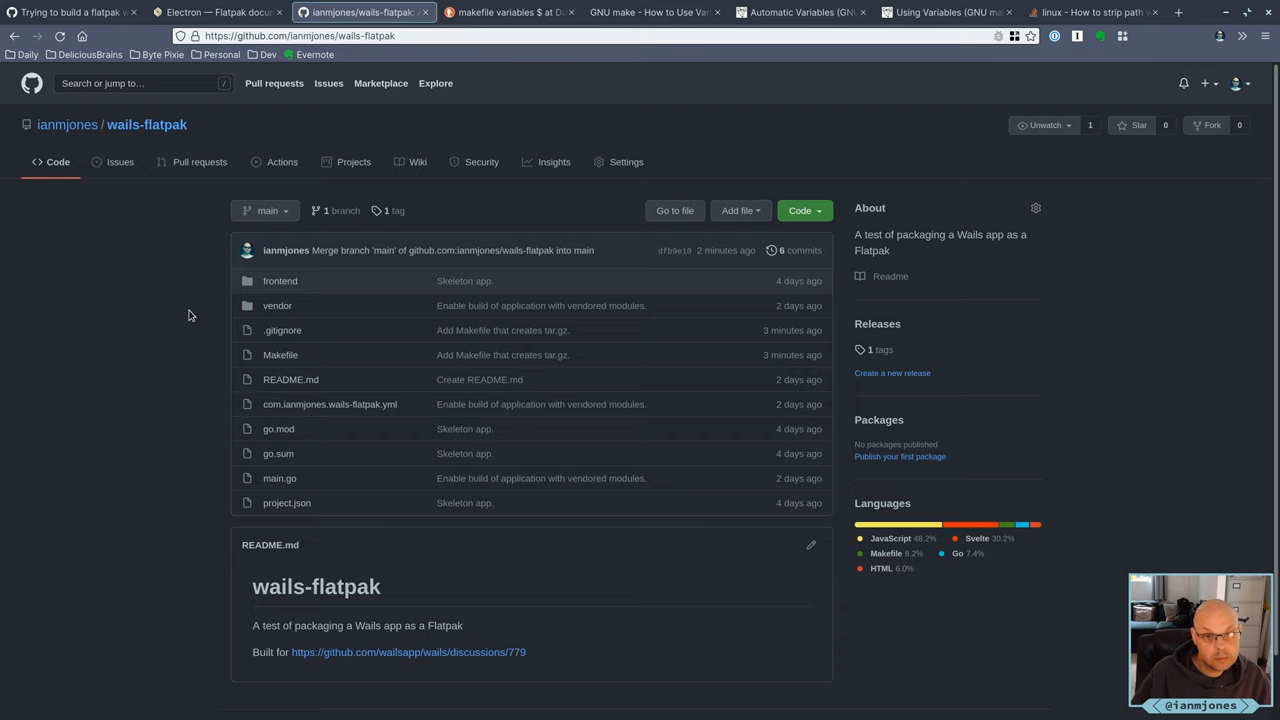 Trying to build a flatpak w
Electron — Flatpak docu
ianmjones/wails-flatpak:
makefile variables $ at D
GNU make - How to Use Var
Automatic Variables (GNU
Using Variables (GNU ma
linux - How to strip path
https://github.com/ianmjones/wails-flatpak
Daily DeliciousBrains Byte Pixie Personal Dev Evernote
Search or jump to… /
Pull requests Issues Marketplace Explore
ianmjones / wails-flatpak
Unwatch 1 Star 0 Fork 0
Code Issues Pull requests Actions Projects Wiki Security Insights Settings
main 1 branch 1 tag Go to file Add file Code
ianmjones Merge branch 'main' of github.com:ianmjones/wails-flatpak into main dfb9e10 2 minutes ago 6 commits
frontend Skeleton app. 4 days ago
vendor Enable build of application with vendored modules. 2 days ago
.gitignore Add Makefile that creates tar.gz. 3 minutes ago
Makefile Add Makefile that creates tar.gz. 3 minutes ago
README.md Create README.md 2 days ago
com.ianmjones.wails-flatpak.yml Enable build of application with vendored modules. 2 days ago
go.mod Skeleton app. 4 days ago
go.sum Skeleton app. 4 days ago
main.go Enable build of application with vendored modules. 2 days ago
project.json Skeleton app. 4 days ago
README.md
wails-flatpak
A test of packaging a Wails app as a Flatpak
Built for https://github.com/wailsapp/wails/discussions/779
About
A test of packaging a Wails app as a
Flatpak
Readme
Releases
1 tags
Create a new release
Packages
No packages published
Publish your first package
Languages
JavaScript 48.2% Svelte 30.2%
Makefile 8.2% Go 7.4%
HTML 6.0%
@ianmjones